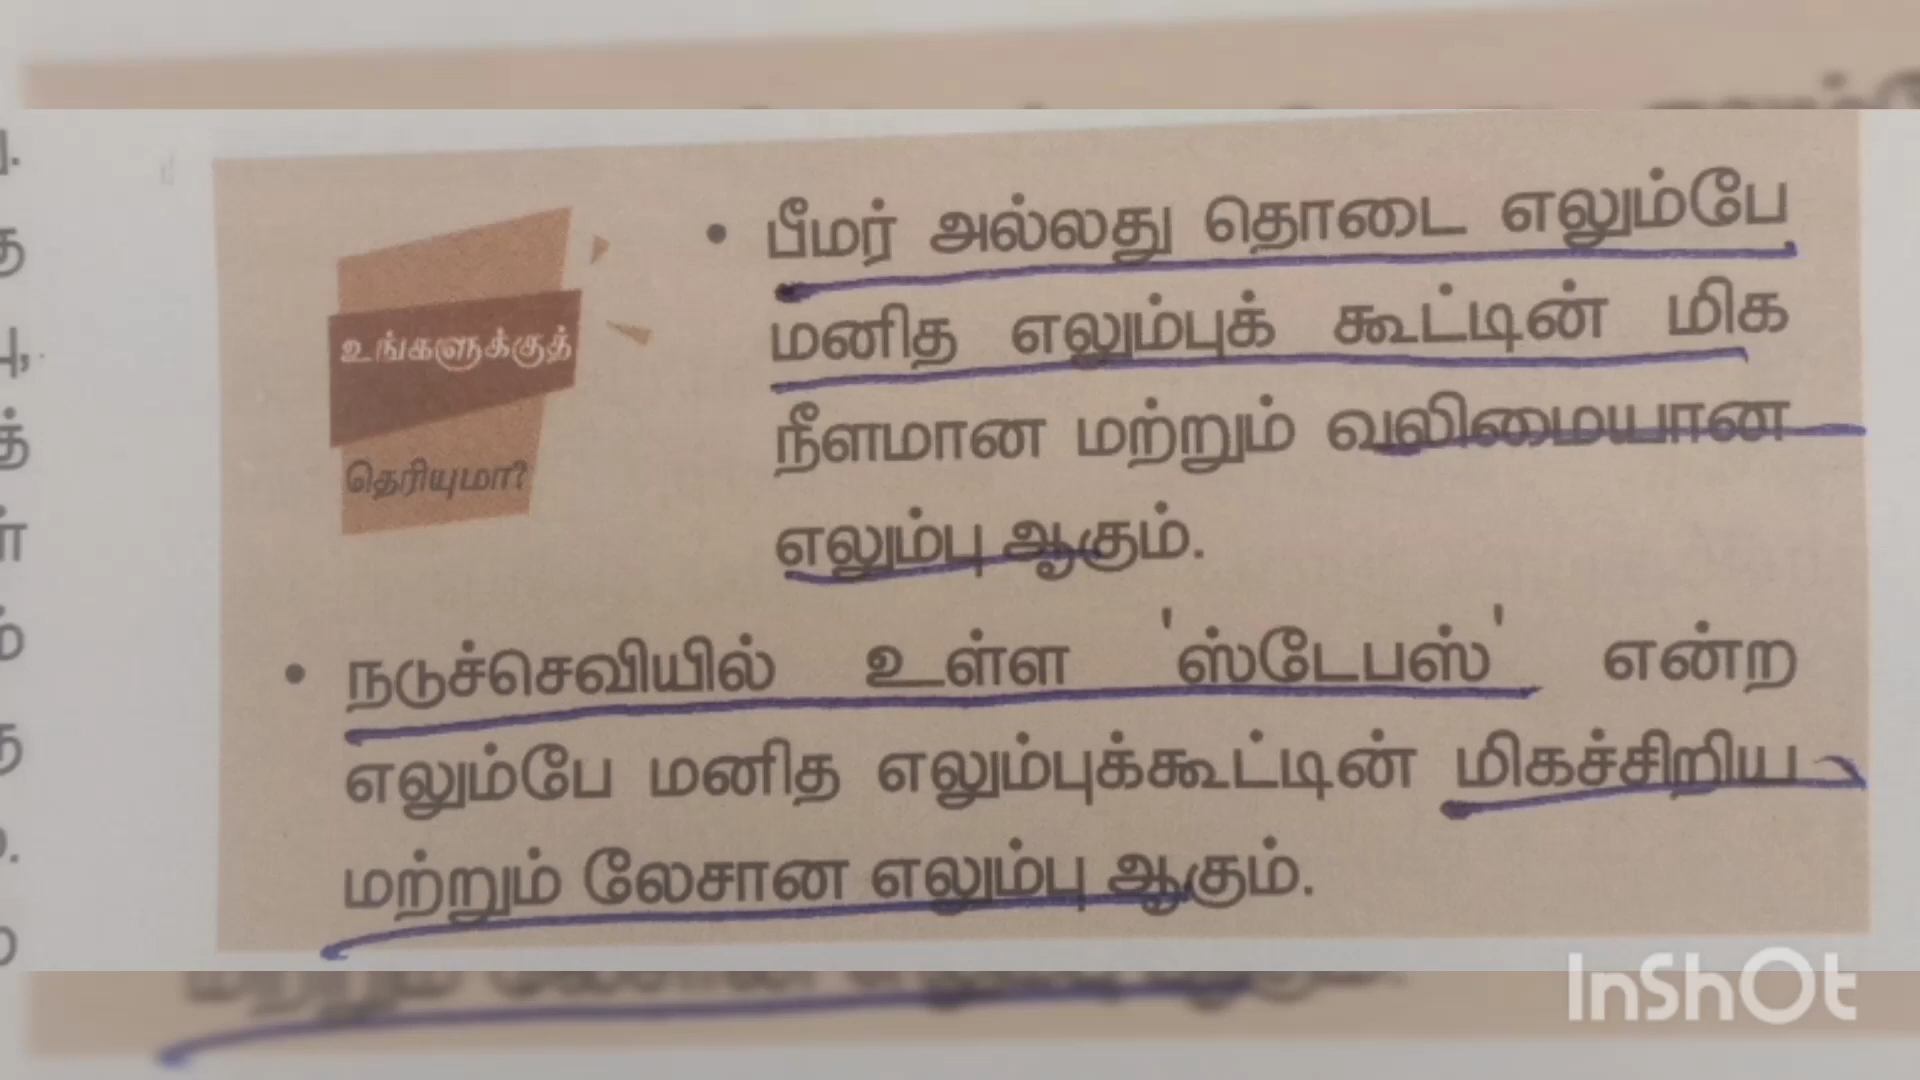 உங்களுக்குத்
தெரியுமா?
• பீமர் அல்லது தொடை எலும்பே
மனித எலும்புக் கூட்டின் மிக
நீளமான மற்றும் வலிமையான
எலும்பு ஆகும்.
• நடுச்செவியில் உள்ள 'ஸ்டேபஸ்' என்ற
எலும்பே மனித எலும்புக்கூட்டின் மிகச்சிறிய
மற்றும் லேசான எலும்பு ஆகும்.
InShOt